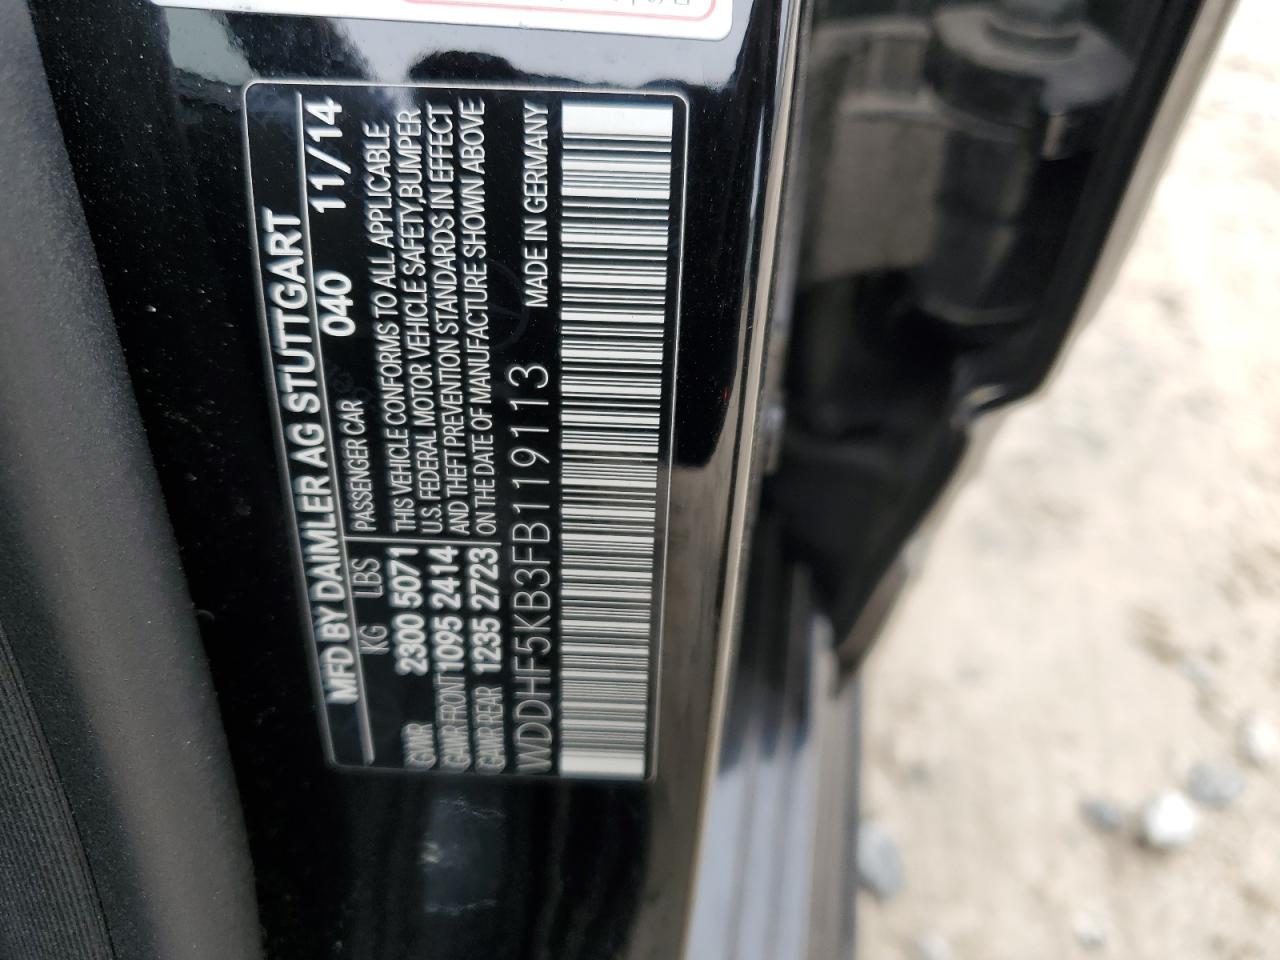 MFD BY DAIMLER AG STUTTGART
KG LBS 040 11/14
PASSENGER CAR
GVWR 2300 5071 THIS VEHICLE CONFORMS TO ALL APPLICABLE
GAWR FRONT 1095 2414 U.S. FEDERAL MOTOR VEHICLE SAFETY,BUMPER
GAWR REAR 1235 2723 AND THEFT PREVENTION STANDARDS IN EFFECT
ON THE DATE OF MANUFACTURE SHOWN ABOVE
WDDHF5KB3FB119113 MADE IN GERMANY